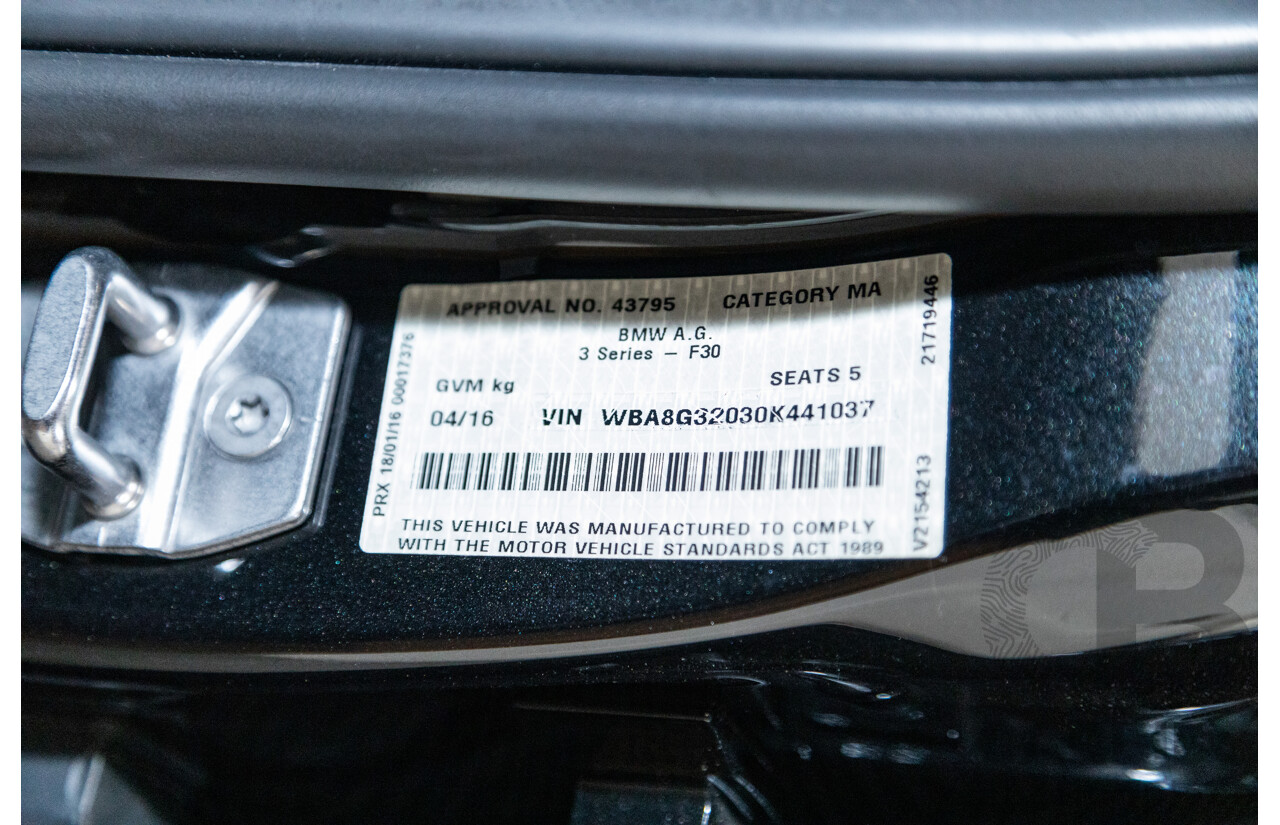 APPROVAL NO. 43795 CATEGORY MA
BMW A.G.
3 Series – F30
GVM kg SEATS 5
04/16 VIN WBA8G32030K441037
THIS VEHICLE WAS MANUFACTURED TO COMPLY
WITH THE MOTOR VEHICLE STANDARDS ACT 1989
PRX 18/01/16 00017376
V2154213
21719446